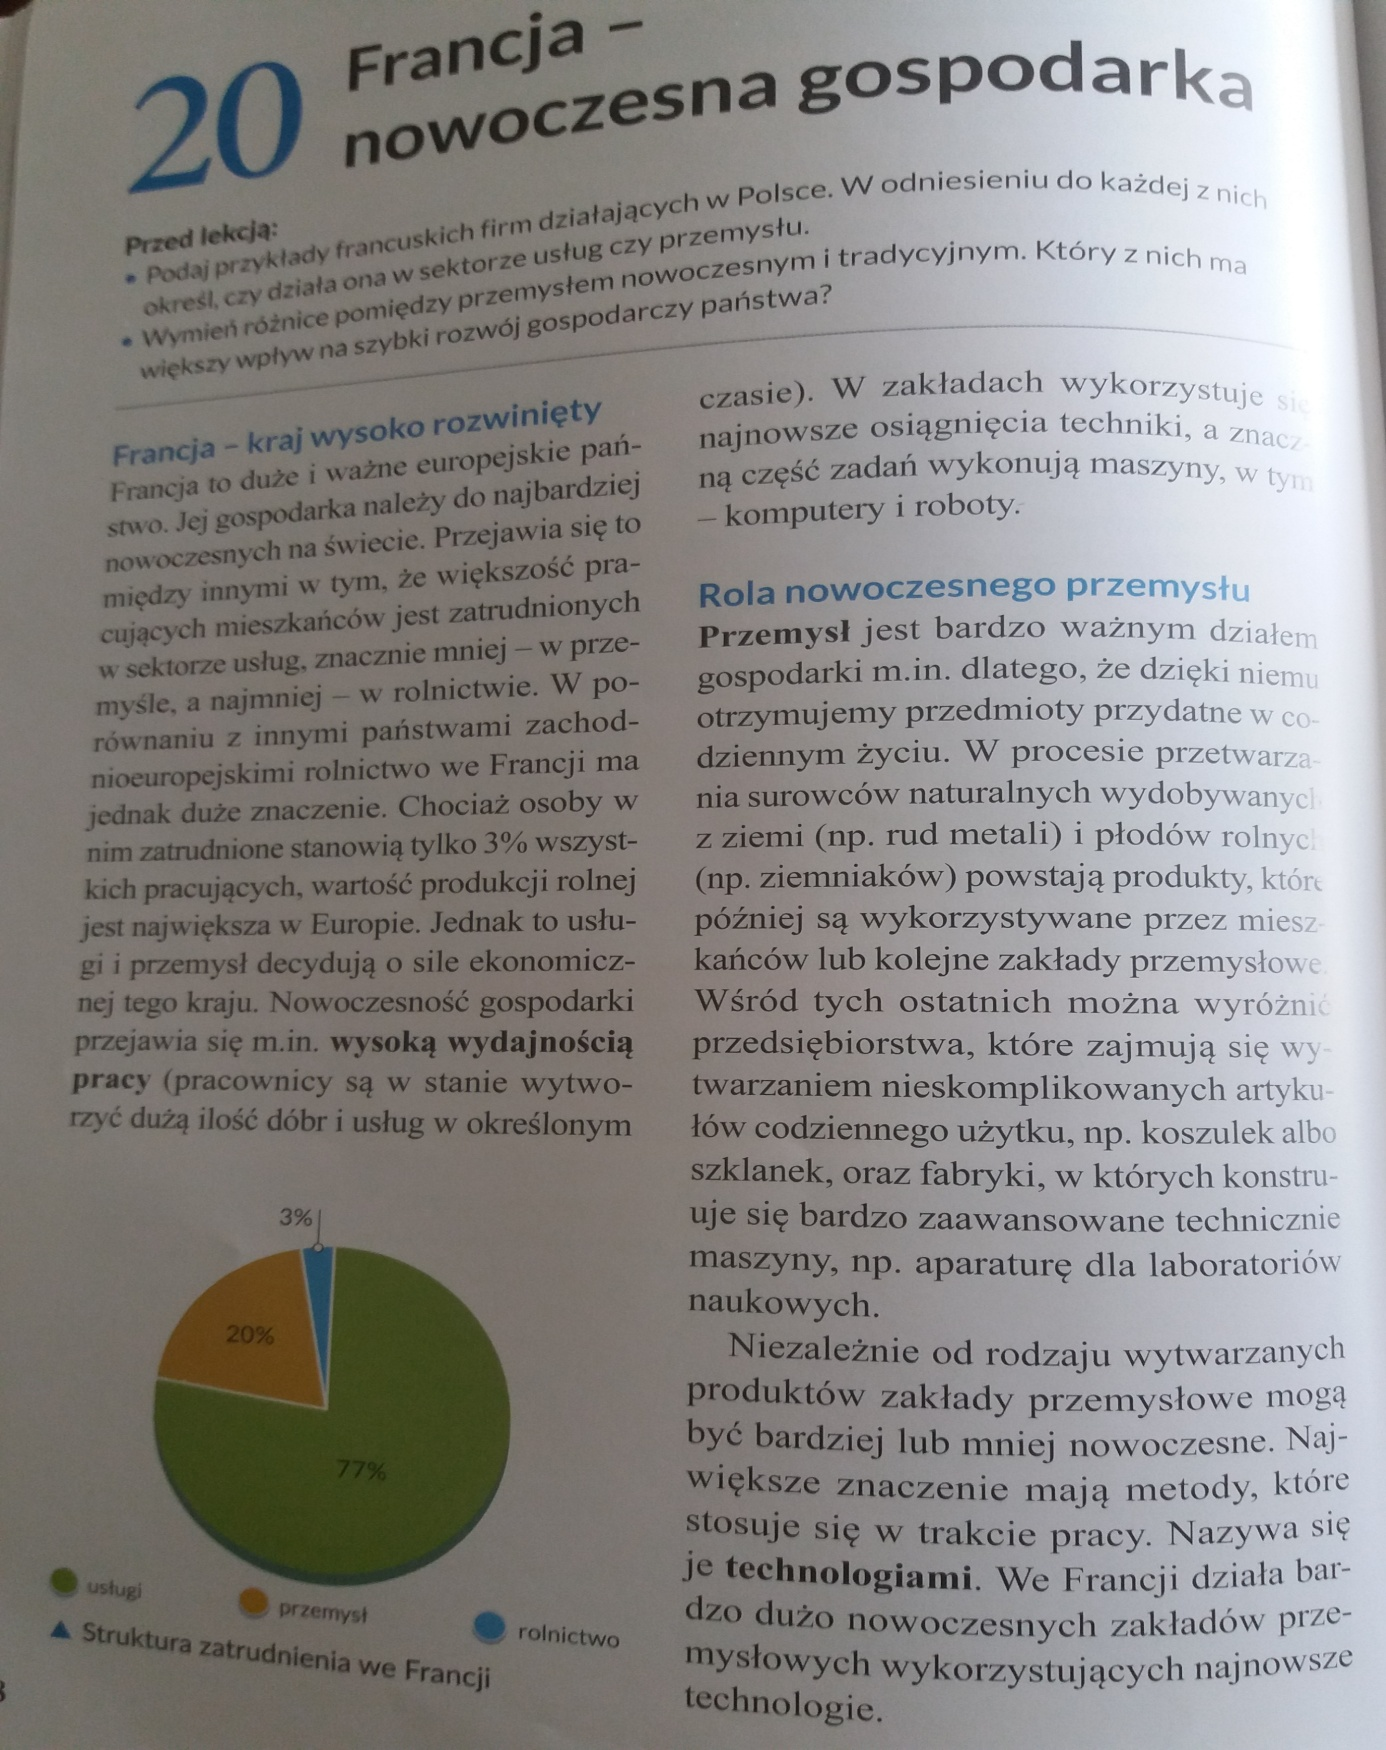 20
Francja –
nowoczesna gospodarka
Przed lekcją:
• Podaj przykłady francuskich firm działających w Polsce. W odniesieniu do każdej z nich
określ, czy działa ona w sektorze usług czy przemysłu.
• Wymień różnice pomiędzy przemysłem nowoczesnym i tradycyjnym. Który z nich ma
większy wpływ na szybki rozwój gospodarczy państwa?
Francja – kraj wysoko rozwinięty
Francja to duże i ważne europejskie pań-
stwo. Jej gospodarka należy do najbardziej
nowoczesnych na świecie. Przejawia się to
między innymi w tym, że większość pra-
cujących mieszkańców jest zatrudnionych
w sektorze usług, znacznie mniej – w prze-
myśle, a najmniej – w rolnictwie. W po-
równaniu z innymi państwami zachod-
nioeuropejskimi rolnictwo we Francji ma
jednak duże znaczenie. Chociaż osoby w
nim zatrudnione stanowią tylko 3% wszyst-
kich pracujących, wartość produkcji rolnej
jest największa w Europie. Jednak to usłu-
gi i przemysł decydują o sile ekonomicz-
nej tego kraju. Nowoczesność gospodarki
przejawia się m.in. wysoką wydajnością
pracy (pracownicy są w stanie wytwo-
rzyć dużą ilość dóbr i usług w określonym
3%
20%
77%
usługi
przemysł
rolnictwo
▲ Struktura zatrudnienia we Francji
czasie). W zakładach wykorzystuje się
najnowsze osiągnięcia techniki, a znacz-
ną część zadań wykonują maszyny, w tym
– komputery i roboty.
Rola nowoczesnego przemysłu
Przemysł jest bardzo ważnym działem
gospodarki m.in. dlatego, że dzięki niemu
otrzymujemy przedmioty przydatne w co-
dziennym życiu. W procesie przetwarza-
nia surowców naturalnych wydobywanych
z ziemi (np. rud metali) i płodów rolnych
(np. ziemniaków) powstają produkty, które
później są wykorzystywane przez miesz-
kańców lub kolejne zakłady przemysłowe.
Wśród tych ostatnich można wyróżnić
przedsiębiorstwa, które zajmują się wy-
twarzaniem nieskomplikowanych artyku-
łów codziennego użytku, np. koszulek albo
szklanek, oraz fabryki, w których konstru-
uje się bardzo zaawansowane technicznie
maszyny, np. aparaturę dla laboratoriów
naukowych.
Niezależnie od rodzaju wytwarzanych
produktów zakłady przemysłowe mogą
być bardziej lub mniej nowoczesne. Naj-
większe znaczenie mają metody, które
stosuje się w trakcie pracy. Nazywa się
je technologiami. We Francji działa bar-
dzo dużo nowoczesnych zakładów prze-
mysłowych wykorzystujących najnowsze
technologie.